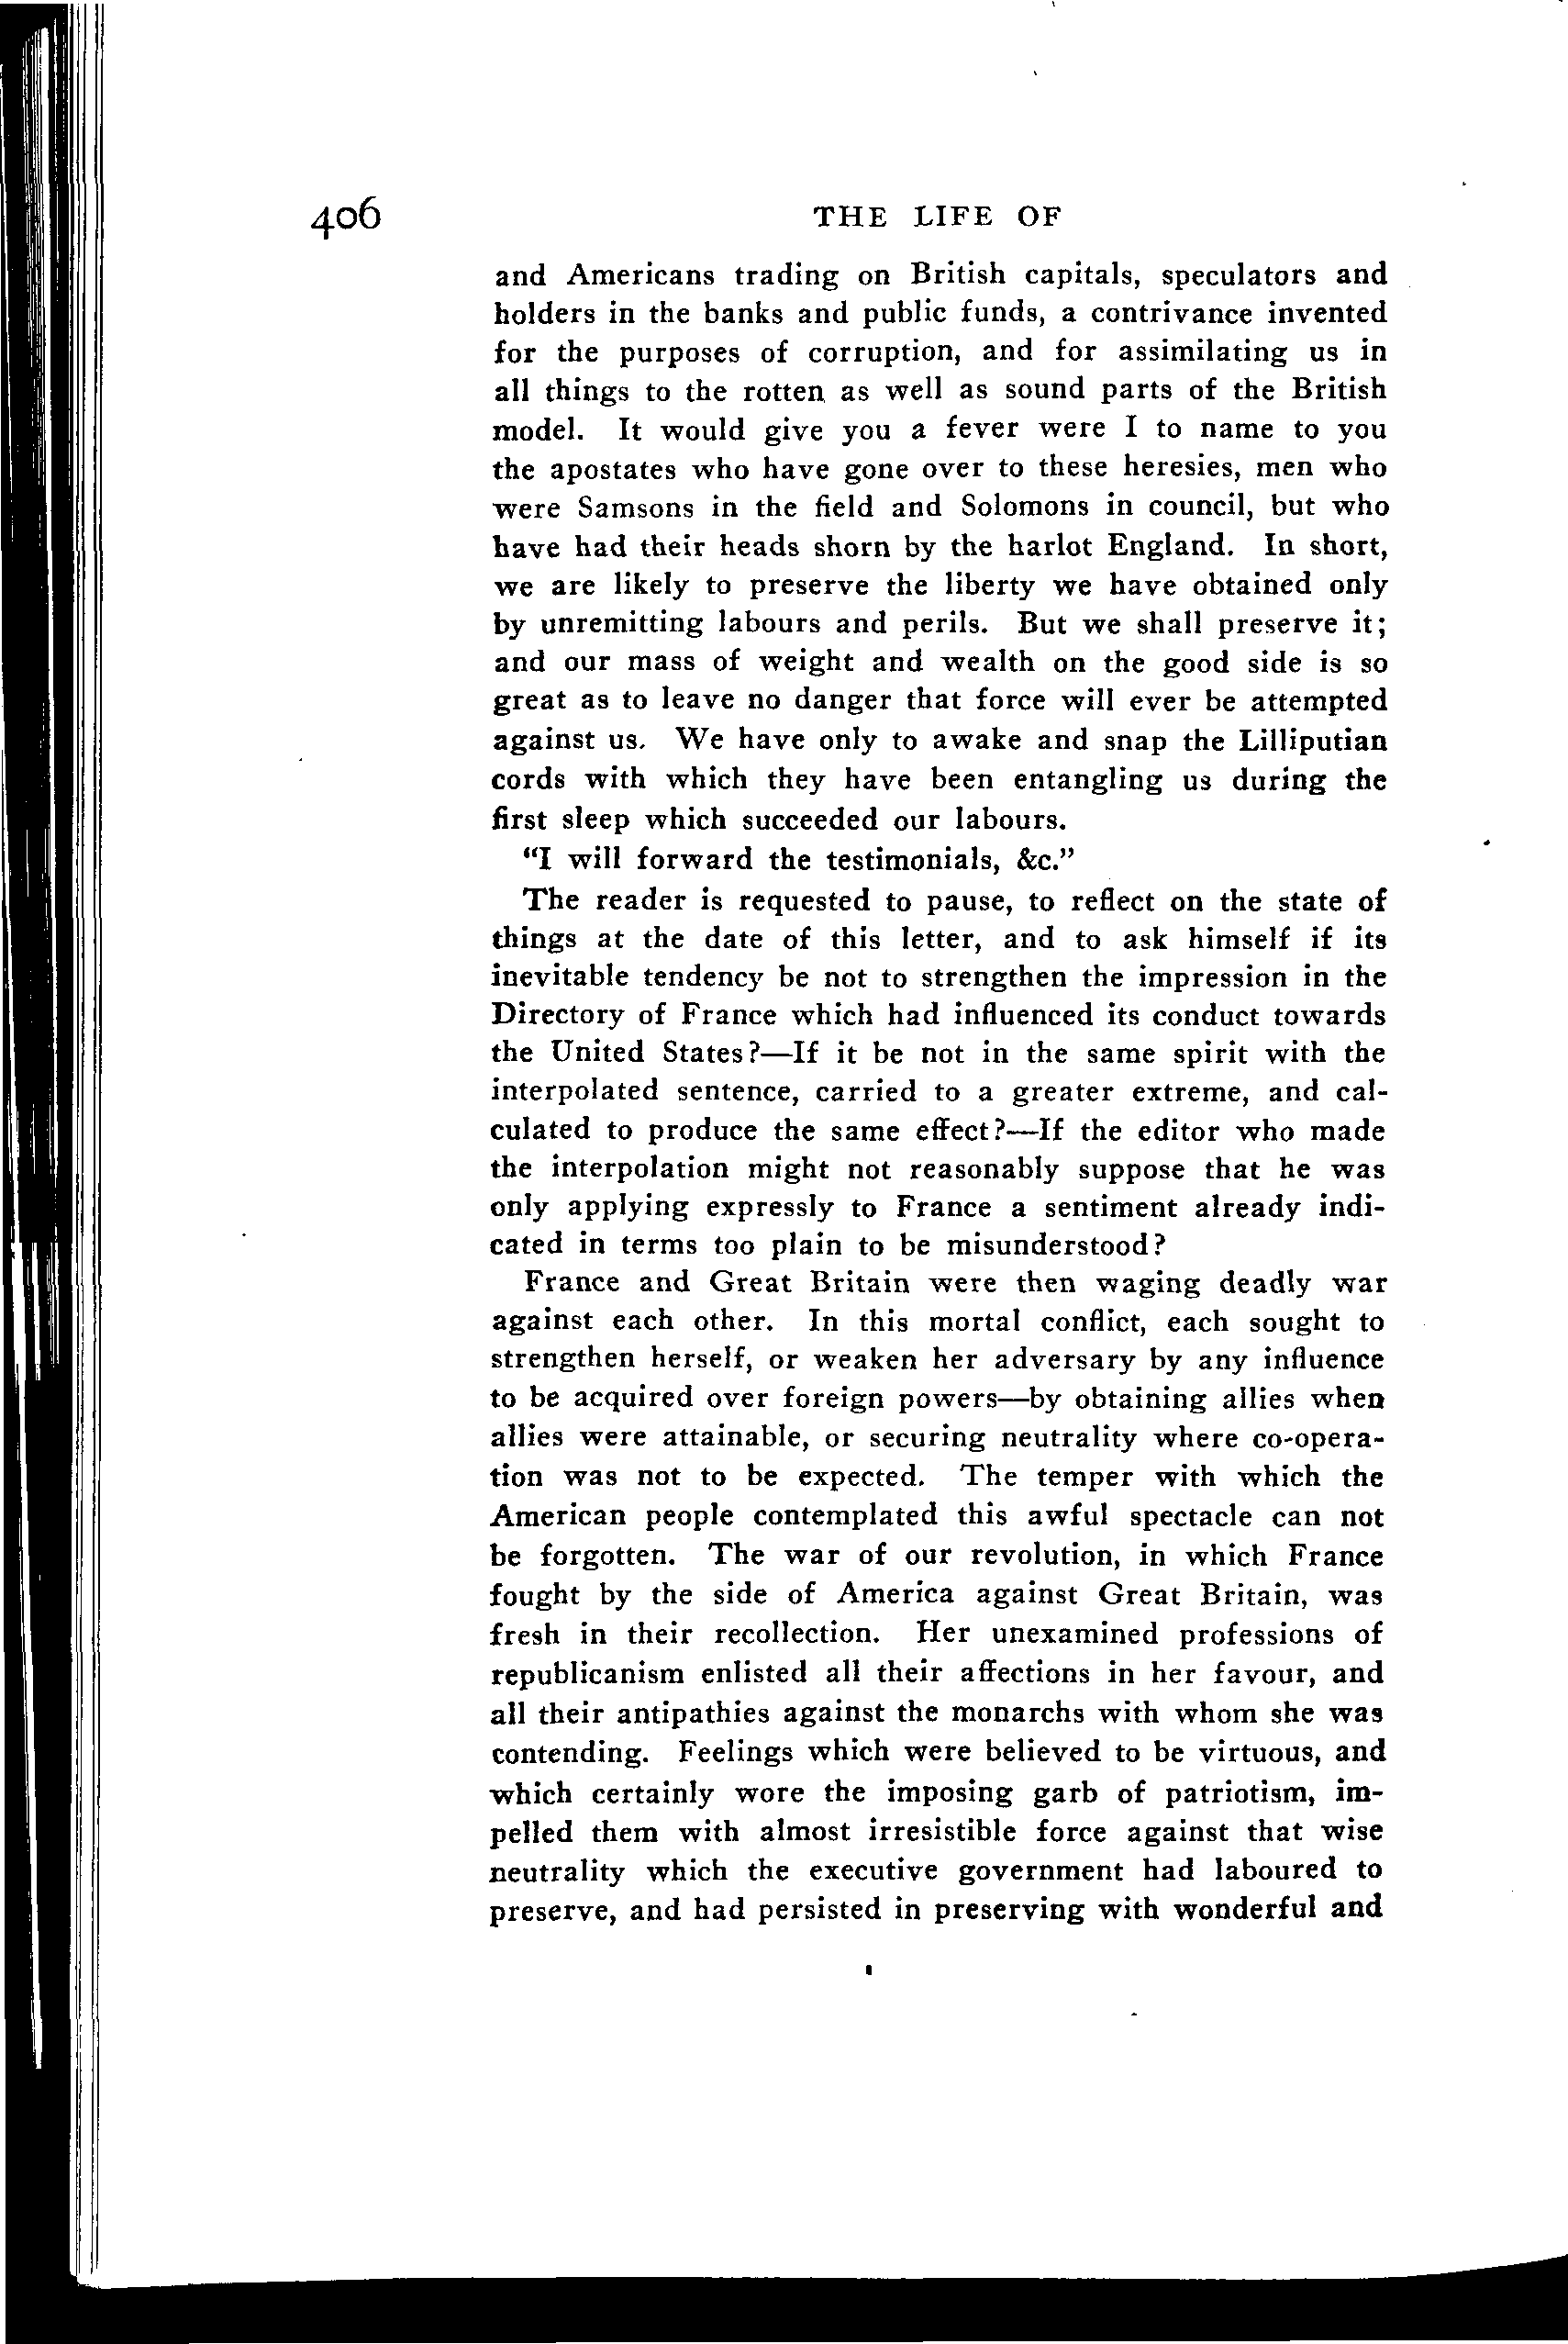 406 THE LIFE OF
and Americans trading on British capitals, speculators and
holders in the banks and public funds, a contrivance invented
for the purposes of corruption, and for assimilating us in
all things to the rotten as well as sound parts of the British
model. It would give you a fever were I to name to you
the apostates who have gone over to these heresies, men who
were Samsons in the field and Solomons in council, but who
have had their heads shorn by the harlot England. In short,
we are likely to preserve the liberty we have obtained only
by unremitting labours and perils. But we shall preserve it;
and our mass of weight and wealth on the good side is so
great as to leave no danger that force will ever be attempted
against us. We have only to awake and snap the Lilliputian
cords with which they have been entangling us during the
first sleep which succeeded our labours.
"I will forward the testimonials, &c."
The reader is requested to pause, to reflect on the state of
things at the date of this letter, and to ask himself if its
inevitable tendency be not to strengthen the impression in the
Directory of France which had influenced its conduct towards
the United States?—If it be not in the same spirit with the
interpolated sentence, carried to a greater extreme, and cal-
culated to produce the same effect?—If the editor who made
the interpolation might not reasonably suppose that he was
only applying expressly to France a sentiment already indi-
cated in terms too plain to be misunderstood?
France and Great Britain were then waging deadly war
against each other. In this mortal conflict, each sought to
strengthen herself, or weaken her adversary by any influence
to be acquired over foreign powers—by obtaining allies when
allies were attainable, or securing neutrality where co-opera-
tion was not to be expected. The temper with which the
American people contemplated this awful spectacle can not
be forgotten. The war of our revolution, in which France
fought by the side of America against Great Britain, was
fresh in their recollection. Her unexamined professions of
republicanism enlisted all their affections in her favour, and
all their antipathies against the monarchs with whom she was
contending. Feelings which were believed to be virtuous, and
which certainly wore the imposing garb of patriotism, im-
pelled them with almost irresistible force against that wise
neutrality which the executive government had laboured to
preserve, and had persisted in preserving with wonderful and